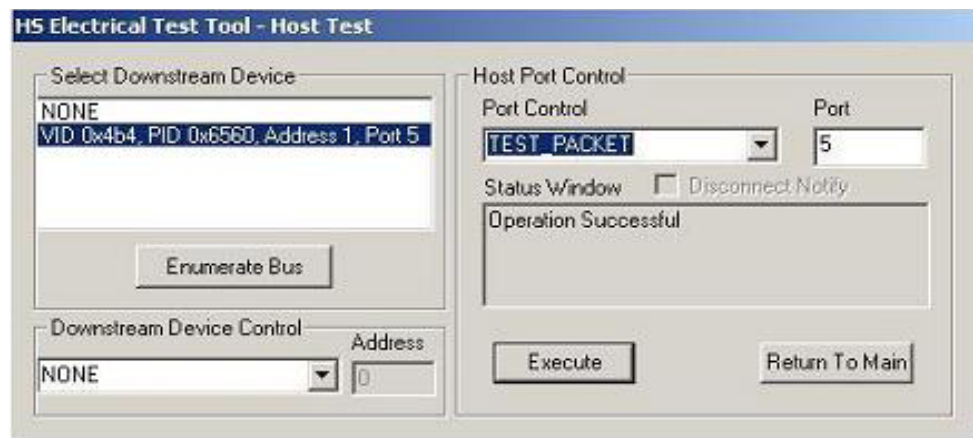 HS Electrical Test Tool - Host Test
Select Downstream Device
NONE
VID 0x4b4, PID 0x6560, Address 1, Port 5
Enumerate Bus
Downstream Device Control
Address
NONE
0
Host Port Control
Port Control
Port
TEST_PACKET
5
Status Window
Disconnect Notify
Operation Successful
Execute
Return To Main